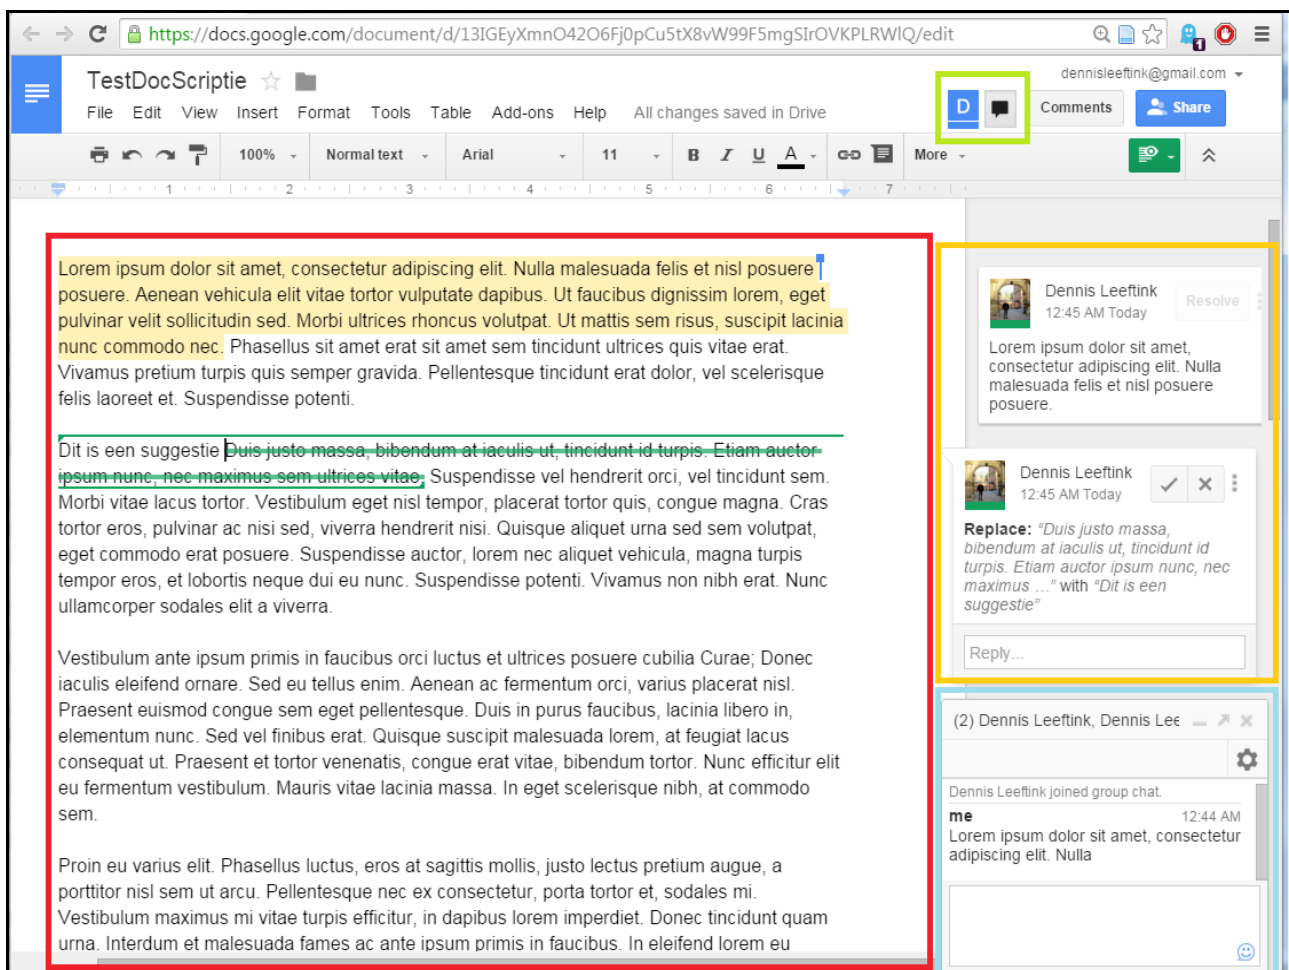 https://docs.google.com/document/d/13IGEyXmnO42O6Fj0pCu5tX8vW99F5mgSIrOVKPLRWlQ/edit
1
TestDocScriptie
dennisleeftink@gmail.com
File Edit View Insert Format Tools Table Add-ons Help All changes saved in Drive
D
Comments
Share
100% Normal text Arial 11 B I U A More
1 2 3 4 5 6 7
Lorem ipsum dolor sit amet, consectetur adipiscing elit. Nulla malesuada felis et nisl posuere
posuere. Aenean vehicula elit vitae tortor vulputate dapibus. Ut faucibus dignissim lorem, eget
pulvinar velit sollicitudin sed. Morbi ultrices rhoncus volutpat. Ut mattis sem risus, suscipit lacinia
nunc commodo nec. Phasellus sit amet erat sit amet sem tincidunt ultrices quis vitae erat.
Vivamus pretium turpis quis semper gravida. Pellentesque tincidunt erat dolor, vel scelerisque
felis laoreet et. Suspendisse potenti.
Dit is een suggestie Duis justo massa, bibendum at iaculis ut, tincidunt id turpis. Etiam auctor
ipsum nunc, nec maximus sem ultrices vitae. Suspendisse vel hendrerit orci, vel tincidunt sem.
Morbi vitae lacus tortor. Vestibulum eget nisl tempor, placerat tortor quis, congue magna. Cras
tortor eros, pulvinar ac nisi sed, viverra hendrerit nisi. Quisque aliquet urna sed sem volutpat,
eget commodo erat posuere. Suspendisse auctor, lorem nec aliquet vehicula, magna turpis
tempor eros, et lobortis neque dui eu nunc. Suspendisse potenti. Vivamus non nibh erat. Nunc
ullamcorper sodales elit a viverra.
Vestibulum ante ipsum primis in faucibus orci luctus et ultrices posuere cubilia Curae; Donec
iaculis eleifend ornare. Sed eu tellus enim. Aenean ac fermentum orci, varius placerat nisl.
Praesent euismod congue sem eget pellentesque. Duis in purus faucibus, lacinia libero in,
elementum nunc. Sed vel finibus erat. Quisque suscipit malesuada lorem, at feugiat lacus
consequat ut. Praesent et tortor venenatis, congue erat vitae, bibendum tortor. Nunc efficitur elit
eu fermentum vestibulum. Mauris vitae lacinia massa. In eget scelerisque nibh, at commodo
sem.
Proin eu varius elit. Phasellus luctus, eros at sagittis mollis, justo lectus pretium augue, a
porttitor nisl sem ut arcu. Pellentesque nec ex consectetur, porta tortor et, sodales mi.
Vestibulum maximus mi vitae turpis efficitur, in dapibus lorem imperdiet. Donec tincidunt quam
urna. Interdum et malesuada fames ac ante ipsum primis in faucibus. In eleifend lorem eu
Dennis Leeftink
12:45 AM Today
Resolve
Lorem ipsum dolor sit amet,
consectetur adipiscing elit. Nulla
malesuada felis et nisl posuere
posuere.
Dennis Leeftink
12:45 AM Today
Replace: “Duis justo massa,
bibendum at iaculis ut, tincidunt id
turpis. Etiam auctor ipsum nunc, nec
maximus …” with “Dit is een
suggestie”
Reply...
(2) Dennis Leeftink, Dennis Lee
Dennis Leeftink joined group chat.
me 12:44 AM
Lorem ipsum dolor sit amet, consectetur
adipiscing elit. Nulla